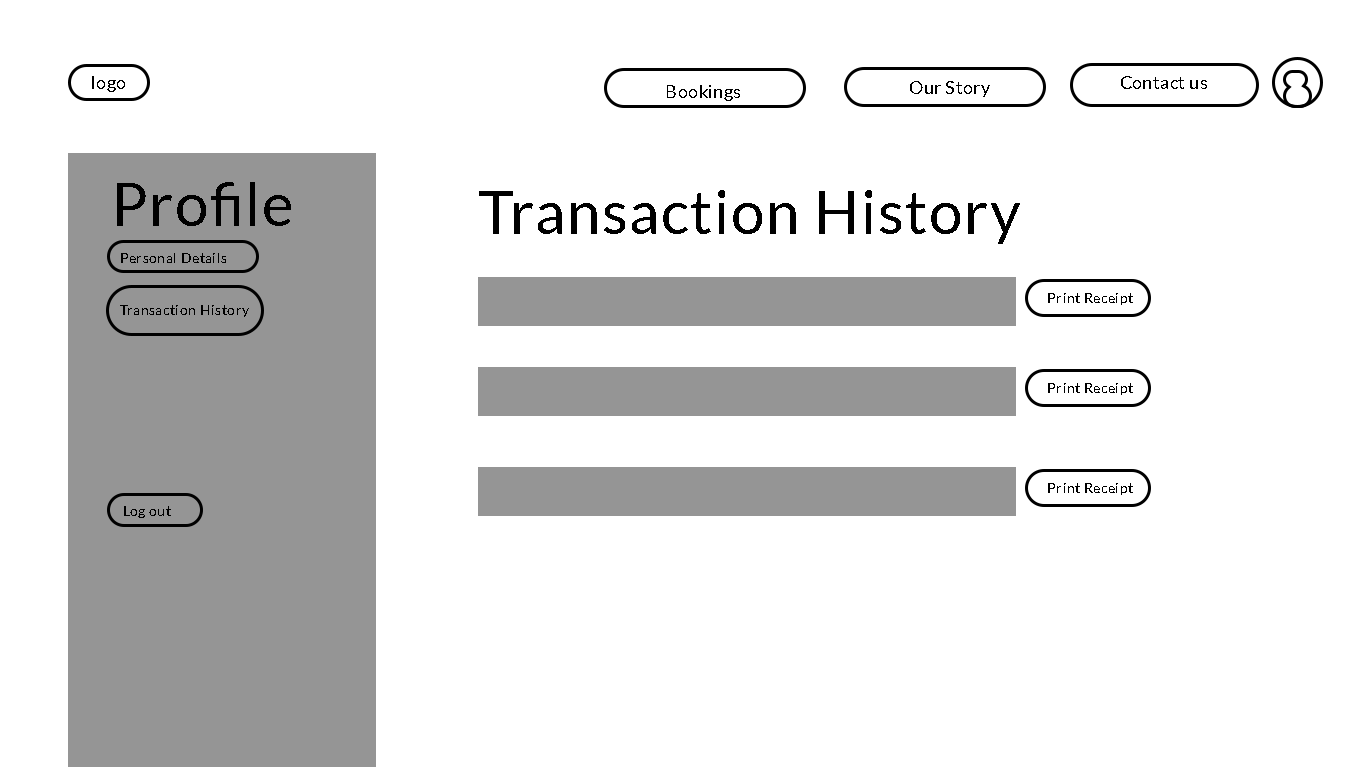 logo
Bookings
Our Story
Contact us
Profile
Personal Details
Transaction History
Log out
Transaction History
Print Receipt
Print Receipt
Print Receipt